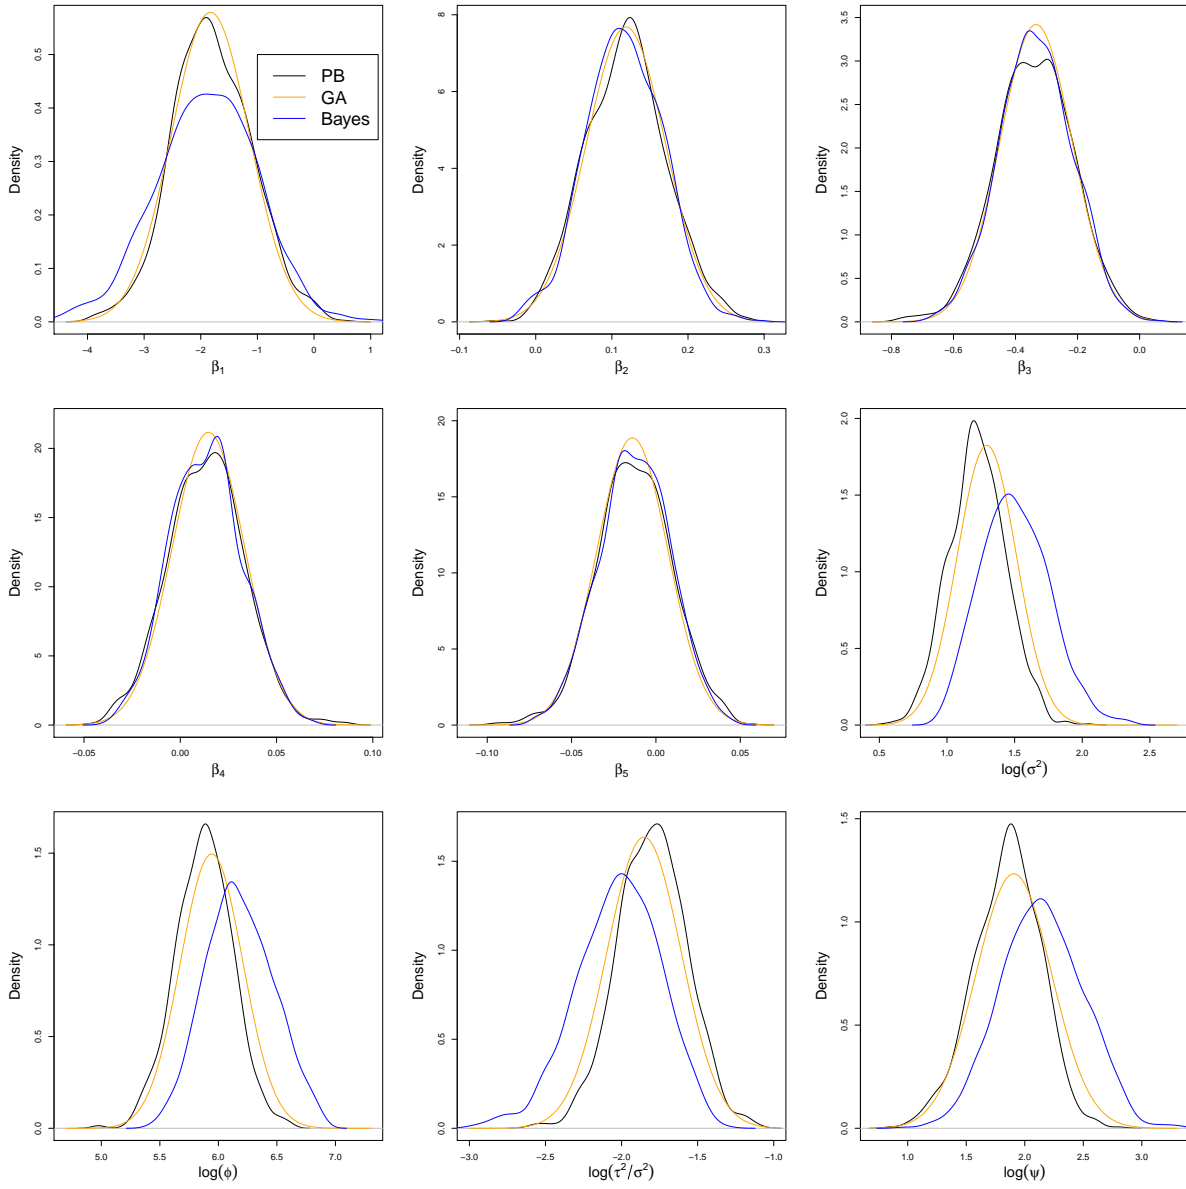 0.0 0.1 0.2 0.3 0.4 0.5
Density
PB
GA
Bayes
−4 −3 −2 −1 0 1
β1
0 2 4 6 8
Density
−0.1 0.0 0.1 0.2 0.3
β2
0.0 0.5 1.0 1.5 2.0 2.5 3.0 3.5
Density
−0.8 −0.6 −0.4 −0.2 0.0
β3
0 5 10 15 20
Density
−0.05 0.00 0.05 0.10
β4
0 5 10 15 20
Density
−0.10 −0.05 0.00 0.05
β5
0.0 0.5 1.0 1.5 2.0
Density
0.5 1.0 1.5 2.0 2.5
log(σ²)
0.0 0.5 1.0 1.5
Density
5.0 5.5 6.0 6.5 7.0
log(ϕ)
0.0 0.5 1.0 1.5
Density
−3.0 −2.5 −2.0 −1.5 −1.0
log(τ²/σ²)
0.0 0.5 1.0 1.5
Density
1.0 1.5 2.0 2.5 3.0
log(ψ)